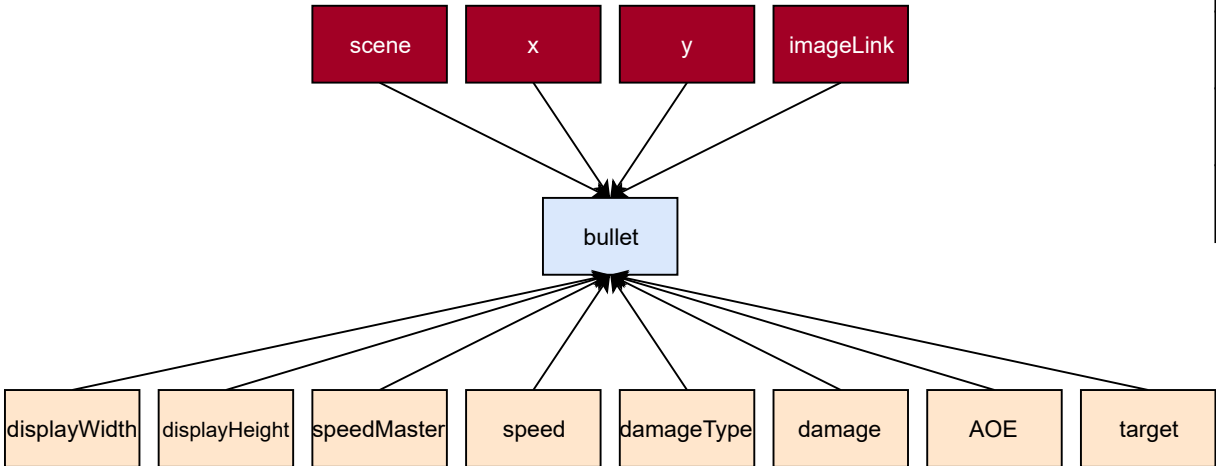 scene
x
y
imageLink
bullet
displayWidth
displayHeight
speedMaster
speed
damageType
damage
AOE
target